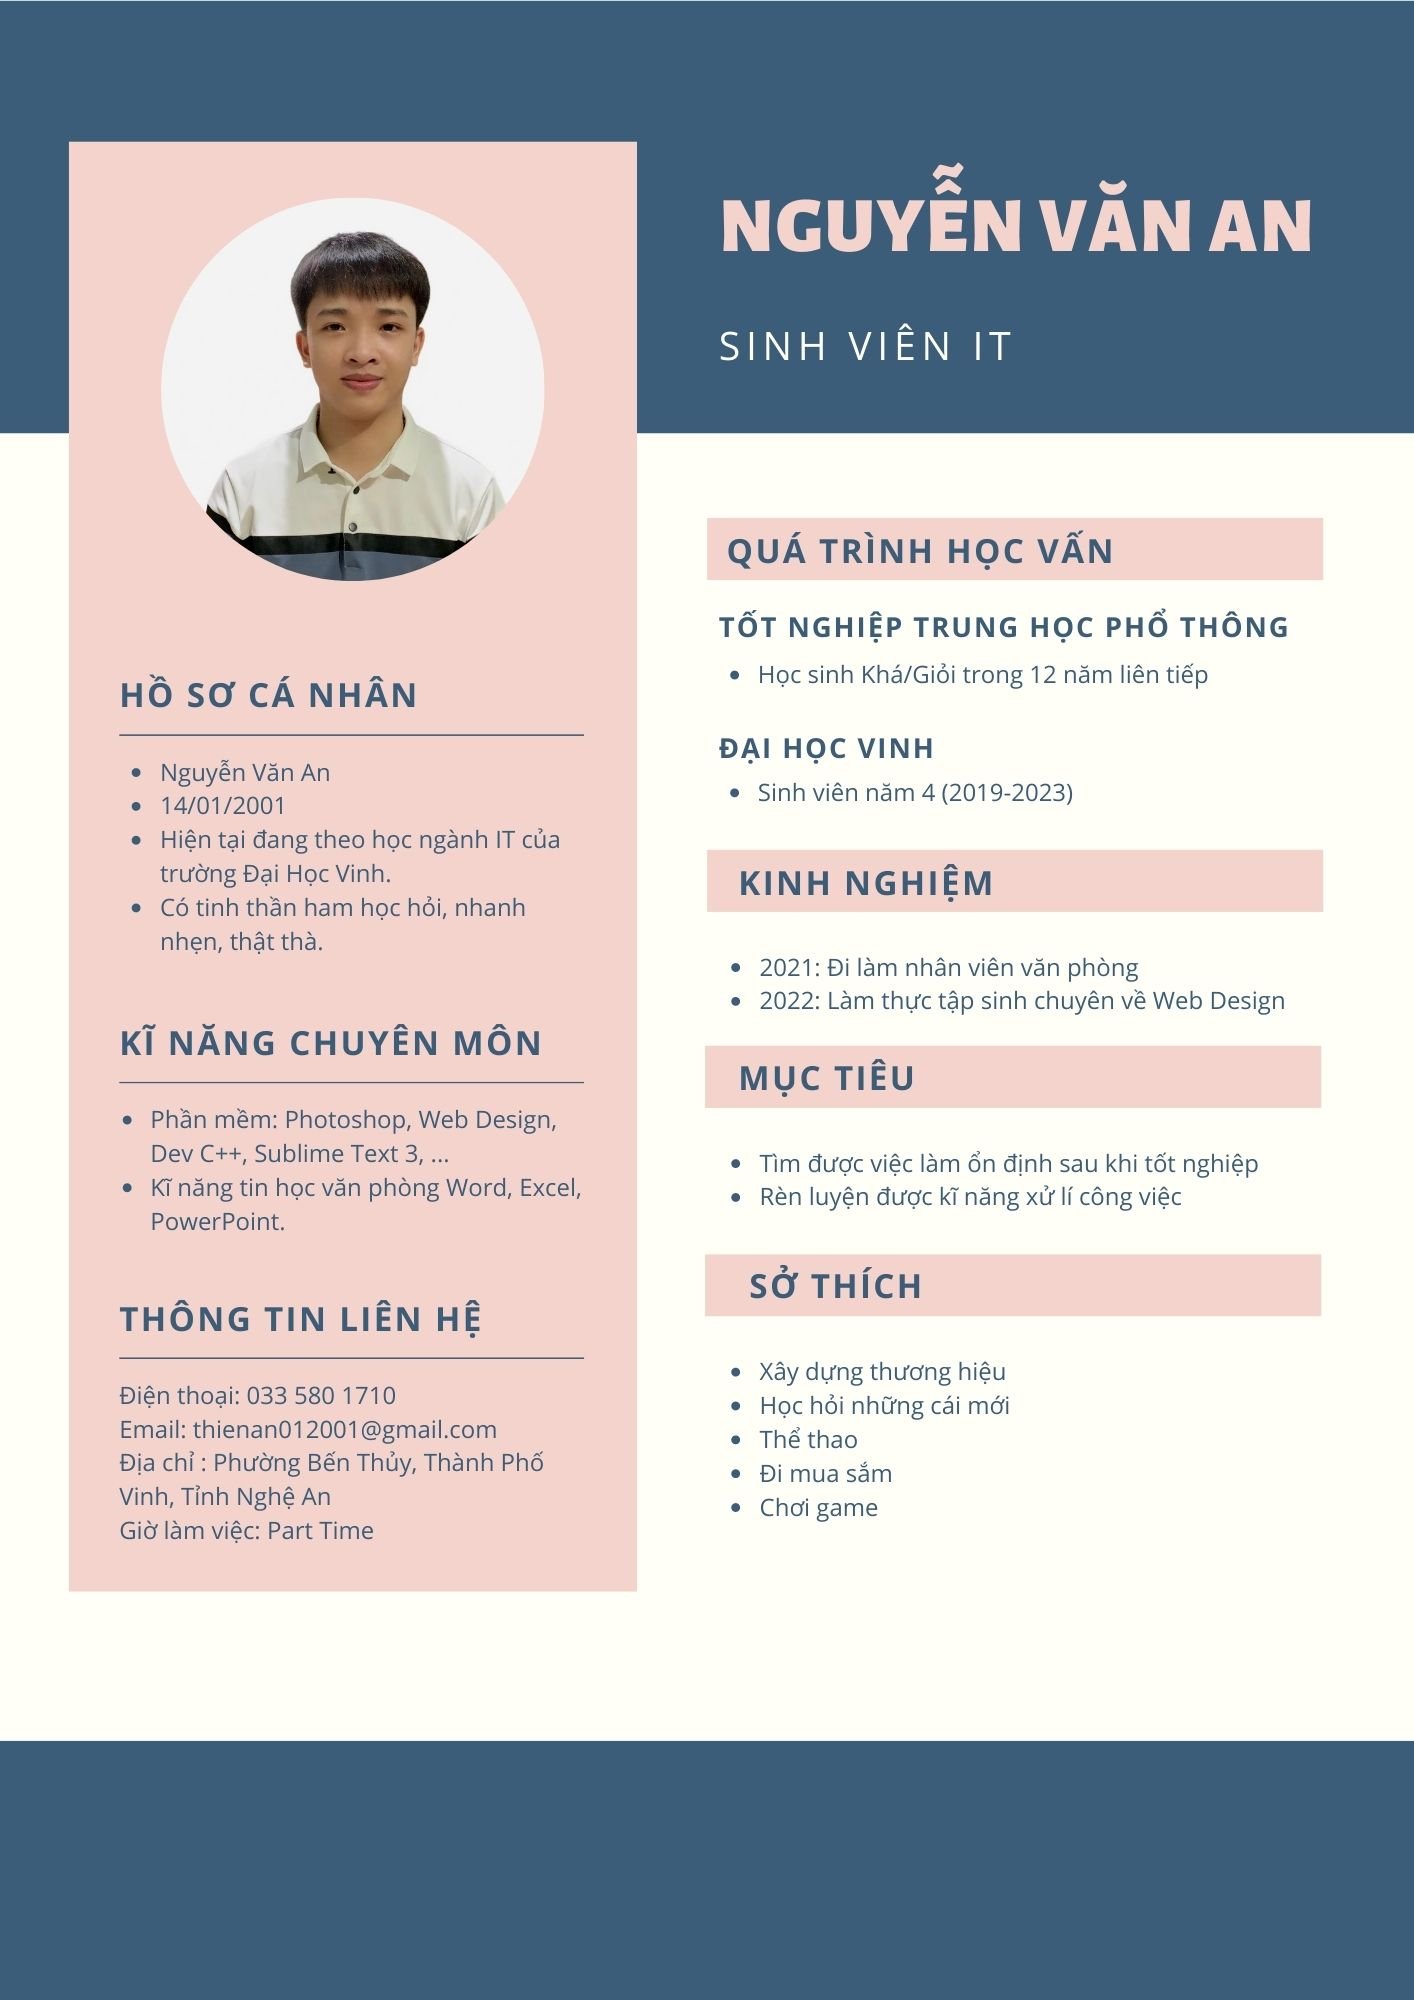 NGUYỄN VĂN AN
SINH VIÊN IT
HỒ SƠ CÁ NHÂN
Nguyễn Văn An
14/01/2001
Hiện tại đang theo học ngành IT của
trường Đại Học Vinh.
Có tinh thần ham học hỏi, nhanh
nhẹn, thật thà.
KĨ NĂNG CHUYÊN MÔN
Phần mềm: Photoshop, Web Design,
Dev C++, Sublime Text 3, ...
Kĩ năng tin học văn phòng Word, Excel,
PowerPoint.
THÔNG TIN LIÊN HỆ
Điện thoại: 033 580 1710
Email: thienan012001@gmail.com
Địa chỉ : Phường Bến Thủy, Thành Phố
Vinh, Tỉnh Nghệ An
Giờ làm việc: Part Time
QUÁ TRÌNH HỌC VẤN
TỐT NGHIỆP TRUNG HỌC PHỔ THÔNG
Học sinh Khá/Giỏi trong 12 năm liên tiếp
ĐẠI HỌC VINH
Sinh viên năm 4 (2019-2023)
KINH NGHIỆM
2021: Đi làm nhân viên văn phòng
2022: Làm thực tập sinh chuyên về Web Design
MỤC TIÊU
Tìm được việc làm ổn định sau khi tốt nghiệp
Rèn luyện được kĩ năng xử lí công việc
SỞ THÍCH
Xây dựng thương hiệu
Học hỏi những cái mới
Thể thao
Đi mua sắm
Chơi game